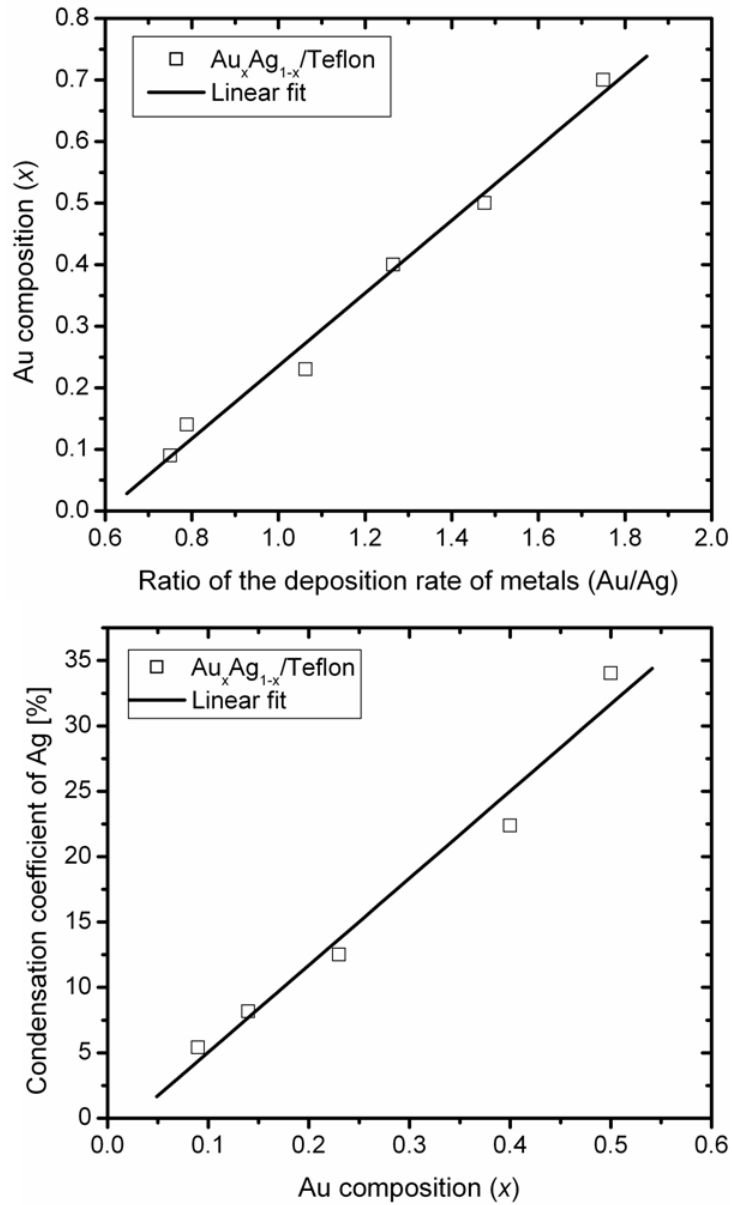 0.8
0.7
0.6
0.5
0.4
0.3
0.2
0.1
0.0
Au composition (x)
AuxAg1-x/Teflon
Linear fit
0.6 0.8 1.0 1.2 1.4 1.6 1.8 2.0
Ratio of the deposition rate of metals (Au/Ag)
35
30
25
20
15
10
5
0
Condensation coefficient of Ag [%]
AuxAg1-x/Teflon
Linear fit
0.0 0.1 0.2 0.3 0.4 0.5 0.6
Au composition (x)